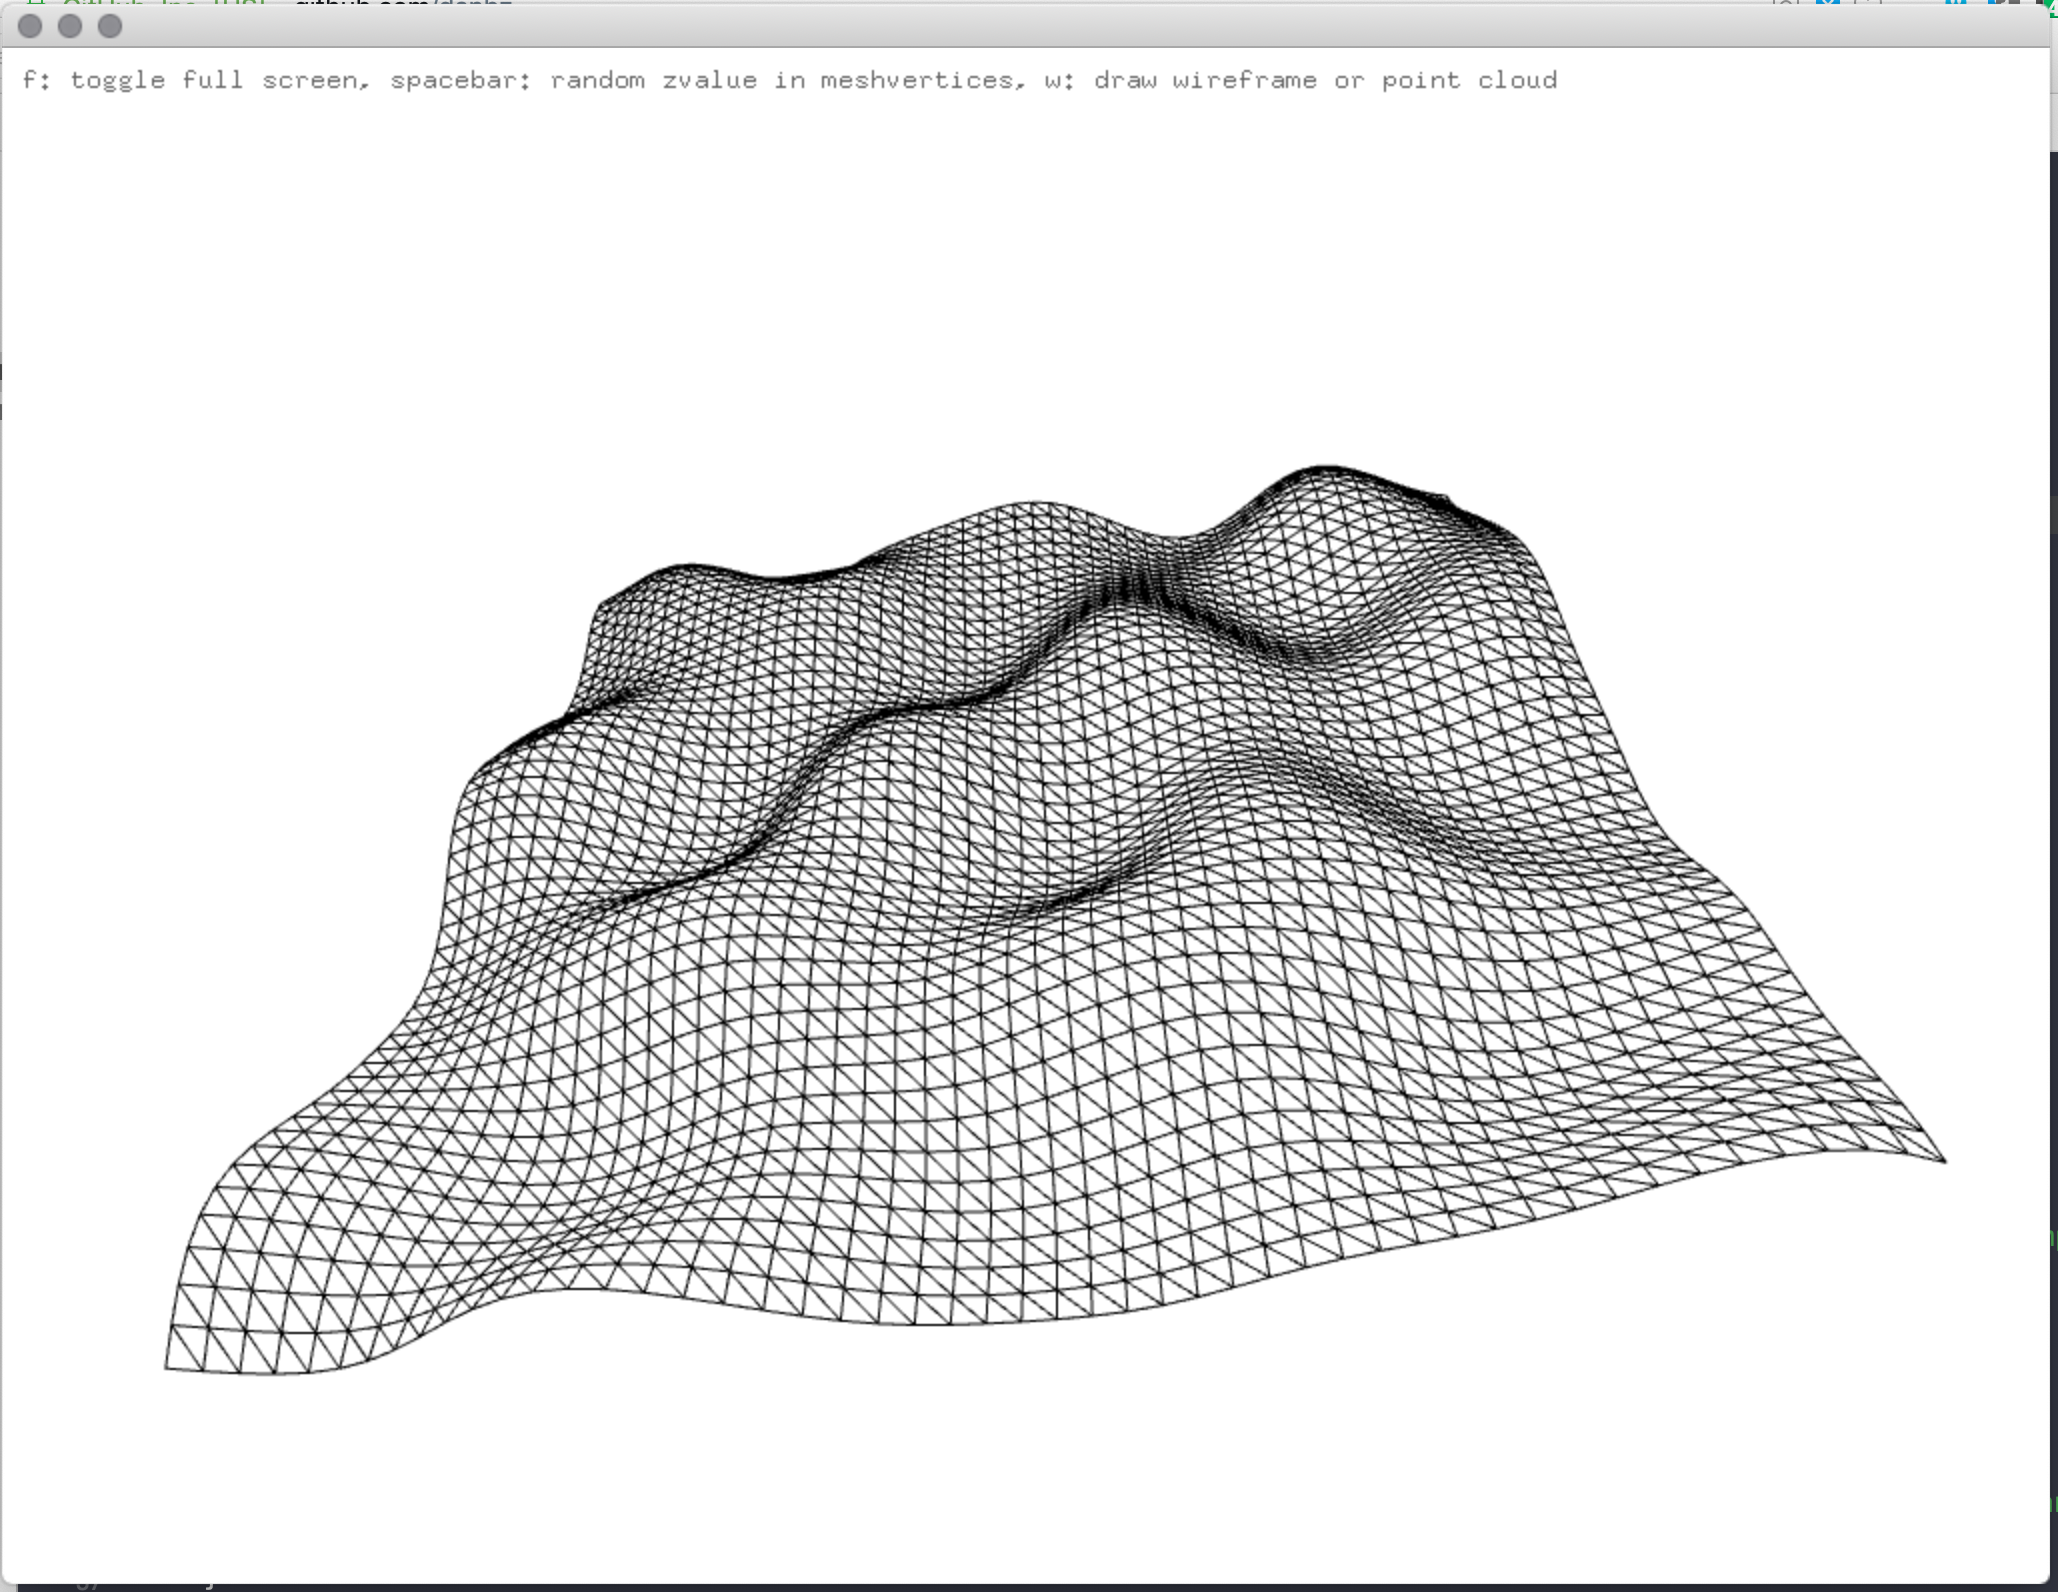 f: toggle full screen, spacebar: random zvalue in meshvertices, w: draw wireframe or point cloud